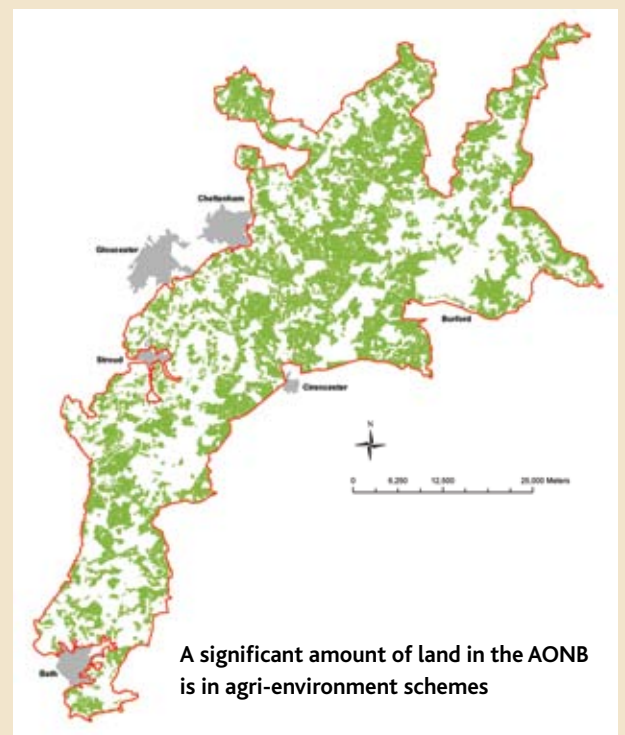 Cheltenham
Gloucester
Stroud
Burford
Cirencester
N
0 6,250 12,500 25,000 Meters
Bath
A significant amount of land in the AONB
is in agri-environment schemes